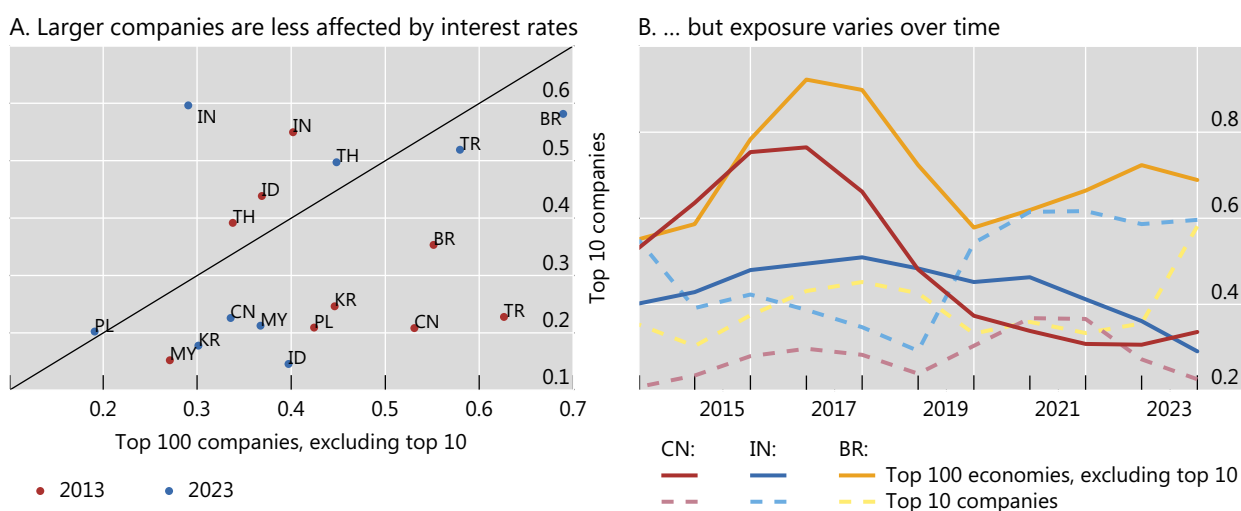 A. Larger companies are less affected by interest rates
0.6
0.5
0.4
0.3
0.2
0.1
Top 10 companies
IN
IN
BR
TR
TH
ID
TH
BR
KR
CN
MY
PL
CN
TR
PL
KR
MY
ID
0.2 0.3 0.4 0.5 0.6 0.7
Top 100 companies, excluding top 10
2013 2023
B. ... but exposure varies over time
0.8
0.6
0.4
0.2
2015 2017 2019 2021 2023
CN: IN: BR:
Top 100 economies, excluding top 10
Top 10 companies